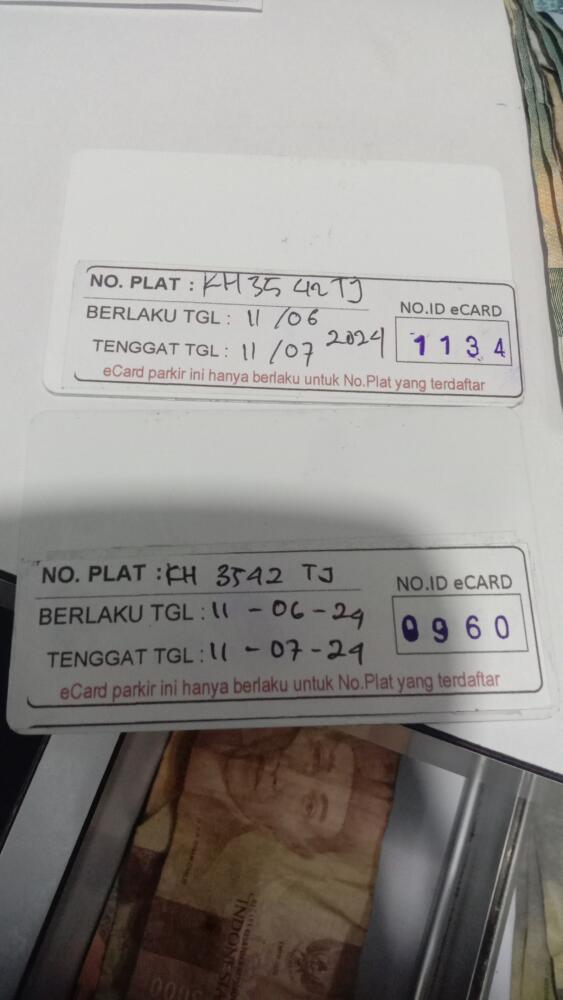 NO. PLAT : KH 3542 TJ
NO.ID eCARD
BERLAKU TGL : 11 / 06
2024
TENGGAT TGL : 11 / 07
1134
eCard parkir ini hanya berlaku untuk No.Plat yang terdaftar
NO. PLAT : KH 3542 TJ
NO.ID eCARD
BERLAKU TGL : 11 - 06 - 24
0960
TENGGAT TGL : 11 - 07 - 24
eCard parkir ini hanya berlaku untuk No.Plat yang terdaftar
INDONESIA